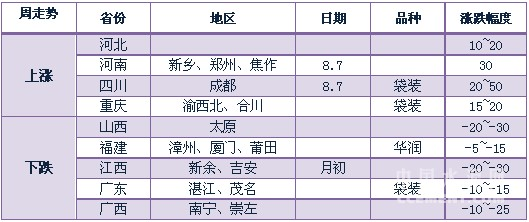 周走势 省份 地区 日期 品种 涨跌幅度
上涨 河北 10~20
河南 新乡、郑州、焦作 8.7 30
四川 成都 8.7 袋装 20~50
重庆 渝西北、合川 袋装 15~20
下跌 山西 太原 -20~-30
福建 漳州、厦门、莆田 华润 -5~-15
江西 新余、吉安 月初 -20~-30
广东 湛江、茂名 袋装 -10~-15
广西 南宁、崇左 -10~-25